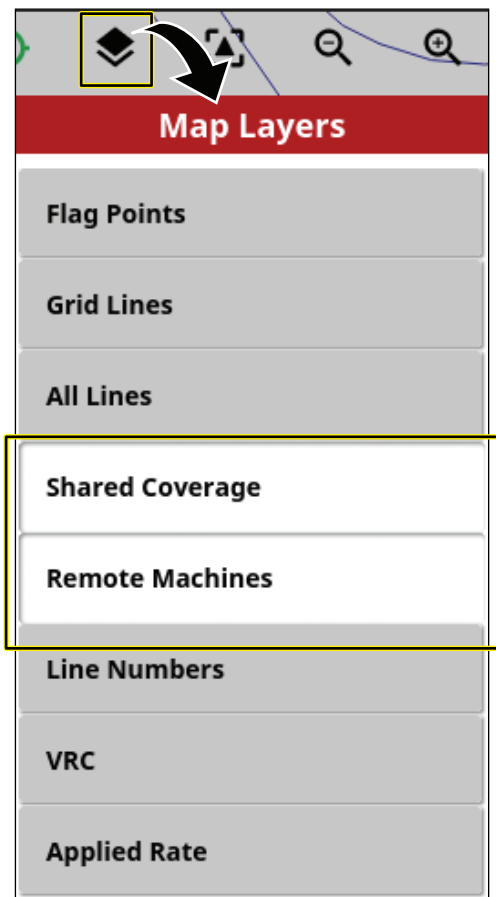 Map Layers
Flag Points
Grid Lines
All Lines
Shared Coverage
Remote Machines
Line Numbers
VRC
Applied Rate